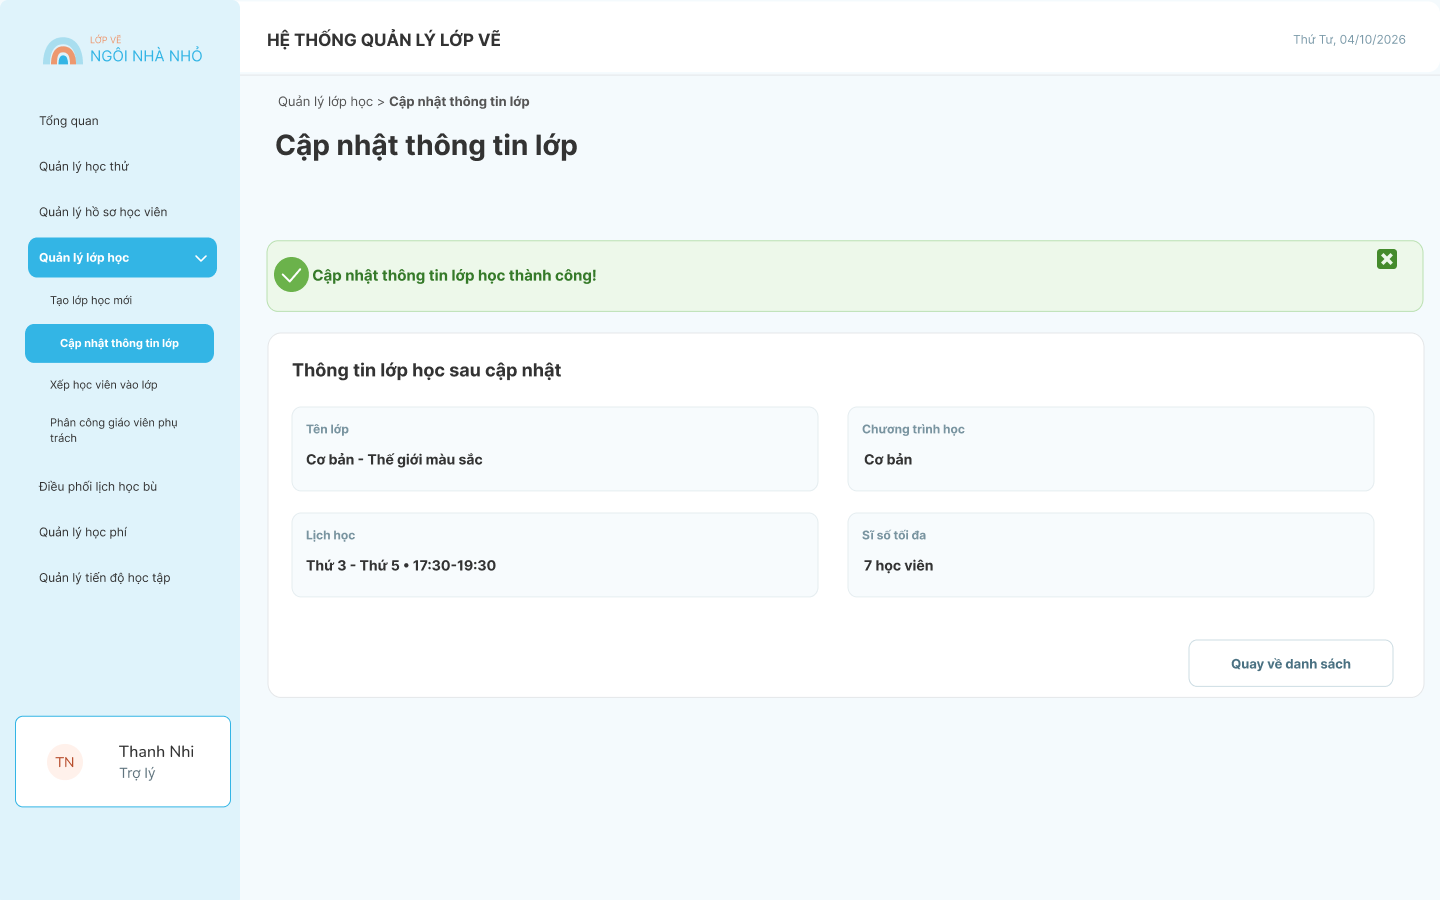 LỚP VẼ
NGÔI NHÀ NHỎ
Tổng quan
Quản lý học thử
Quản lý hồ sơ học viên
Quản lý lớp học
Tạo lớp học mới
Cập nhật thông tin lớp
Xếp học viên vào lớp
Phân công giáo viên phụ
trách
Điều phối lịch học bù
Quản lý học phí
Quản lý tiến độ học tập
TN
Thanh Nhi
Trợ lý
HỆ THỐNG QUẢN LÝ LỚP VẼ
Thứ Tư, 04/10/2026
Quản lý lớp học > Cập nhật thông tin lớp
Cập nhật thông tin lớp
Cập nhật thông tin lớp học thành công!
Thông tin lớp học sau cập nhật
Tên lớp
Cơ bản - Thế giới màu sắc
Chương trình học
Cơ bản
Lịch học
Thứ 3 - Thứ 5 • 17:30-19:30
Sĩ số tối đa
7 học viên
Quay về danh sách